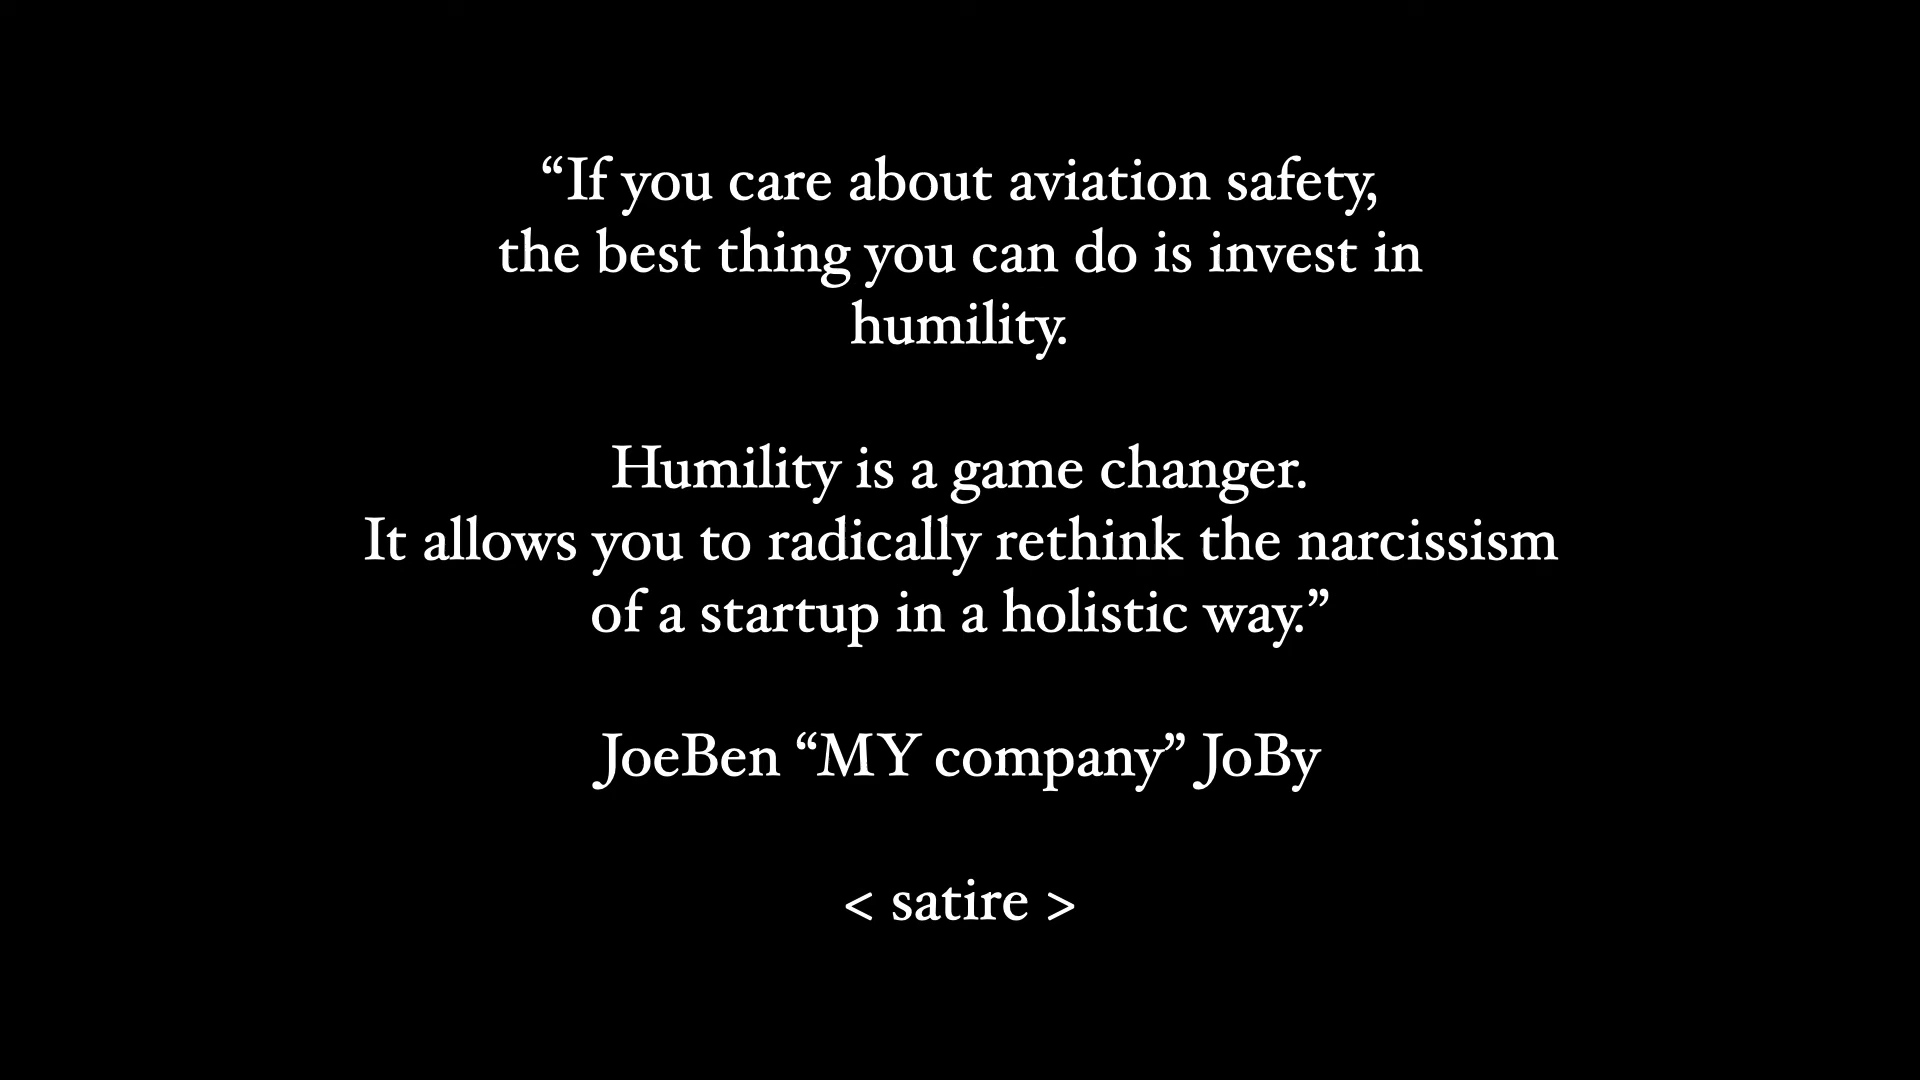 “If you care about aviation safety,
the best thing you can do is invest in
humility.
Humility is a game changer.
It allows you to radically rethink the narcissism
of a startup in a holistic way.”
JoeBen “MY company” JoBy
< satire >